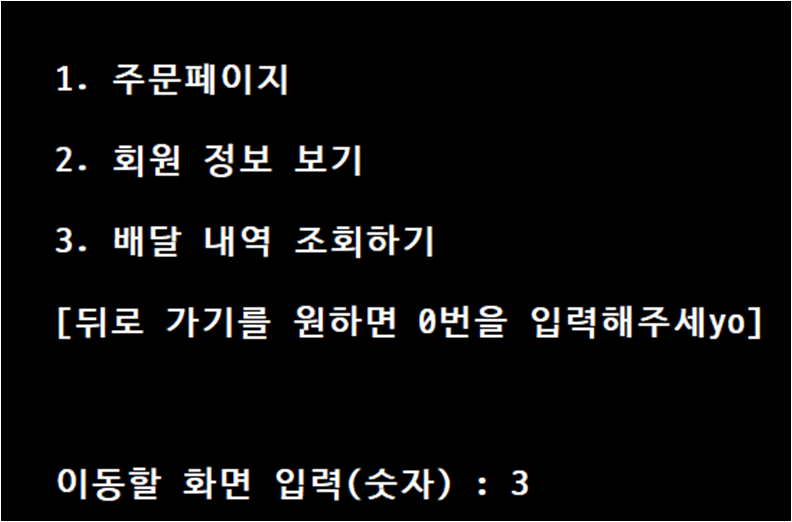 1. 주문페이지
2. 회원 정보 보기
3. 배달 내역 조회하기
[뒤로 가기를 원하면 0번을 입력해주세yo]
이동할 화면 입력(숫자) : 3